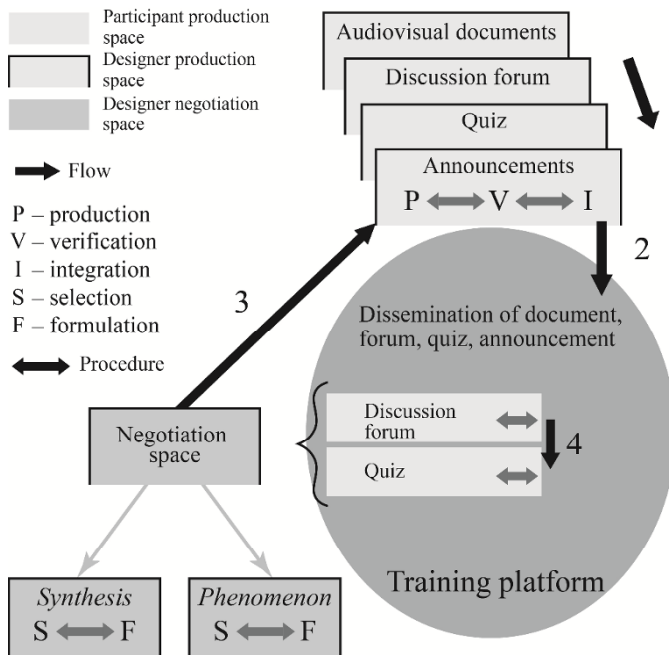 Participant production
space
Designer production
space
Designer negotiation
space
Flow
P – production
V – verification
I – integration
S – selection
F – formulation
Procedure
Audiovisual documents
Discussion forum
Quiz
Announcements
P V I
2
3
Dissemination of document,
forum, quiz, announcement
Discussion
forum
Quiz
4
Training platform
Negotiation
space
Synthesis
S F
Phenomenon
S F